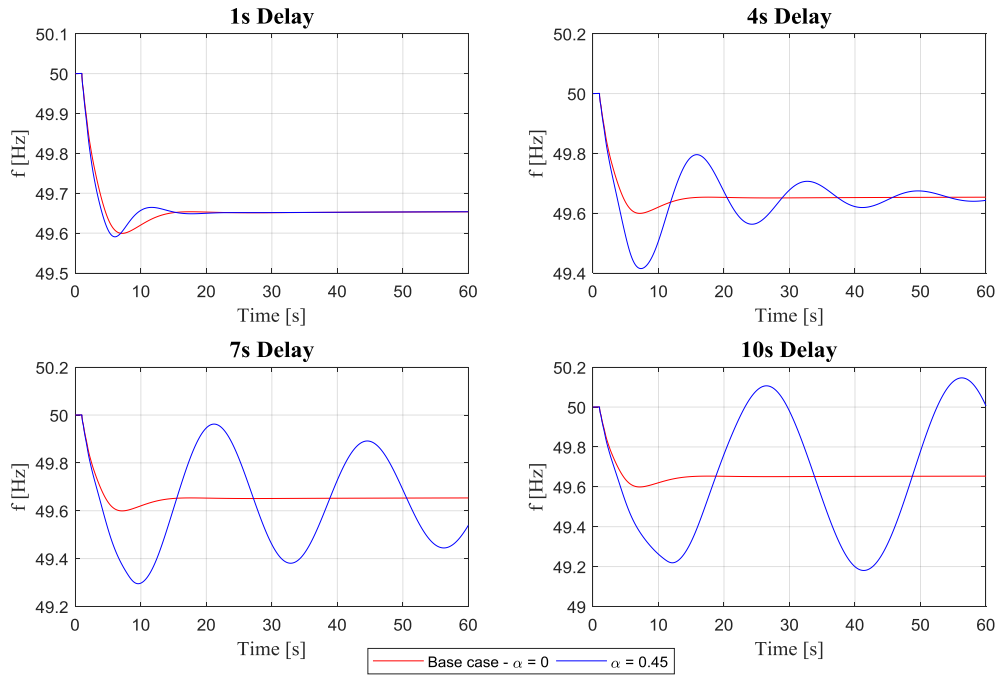 1s Delay
50.1
50
49.9
49.8
49.7
49.6
49.5
f [Hz]
0 10 20 30 40 50 60
Time [s]
4s Delay
50.2
50
49.8
49.6
49.4
f [Hz]
0 10 20 30 40 50 60
Time [s]
7s Delay
50.2
50
49.8
49.6
49.4
49.2
f [Hz]
0 10 20 30 40 50 60
Time [s]
10s Delay
50.2
50
49.8
49.6
49.4
49.2
49
f [Hz]
0 10 20 30 40 50 60
Time [s]
Base case - α = 0 α = 0.45